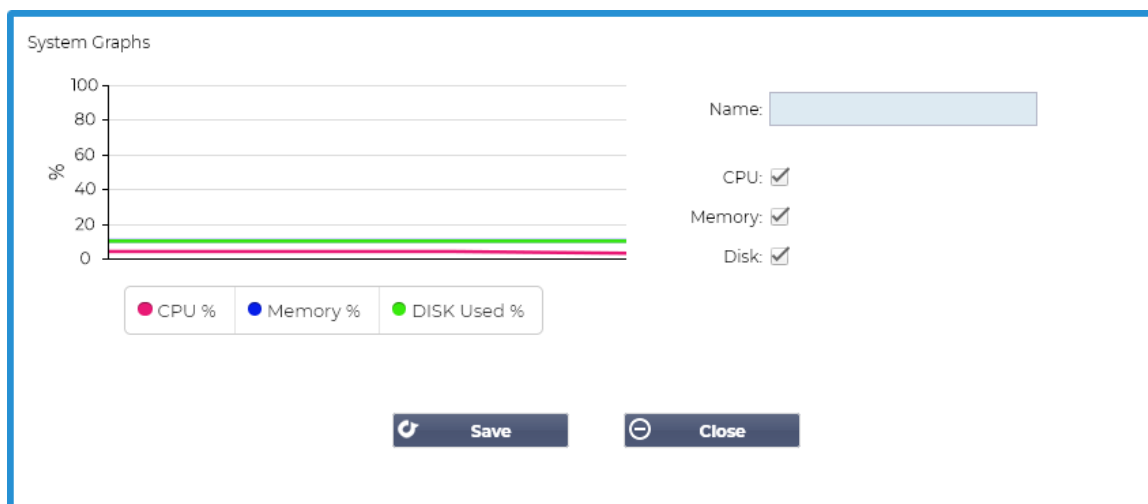 System Graphs
100
80
60
40
20
0
%
CPU %
Memory %
DISK Used %
Name:
CPU:
Memory:
Disk:
Save
Close